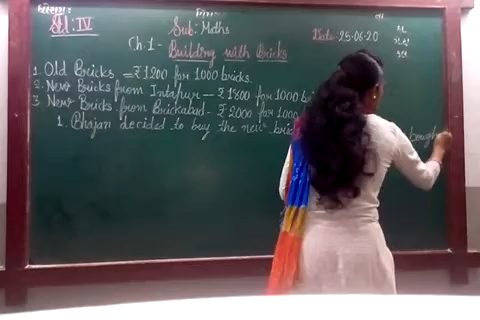 Std: IV
Sub: Maths
Date: 25.06.20
Ch.1- Building with Bricks
1. Old Bricks = ₹1200 for 1000 bricks.
2. New Bricks from Intapur - ₹1800 for 1000
3. New Bricks from Brickabad - ₹2000 for 1000
1. Bhajan decided to buy the new